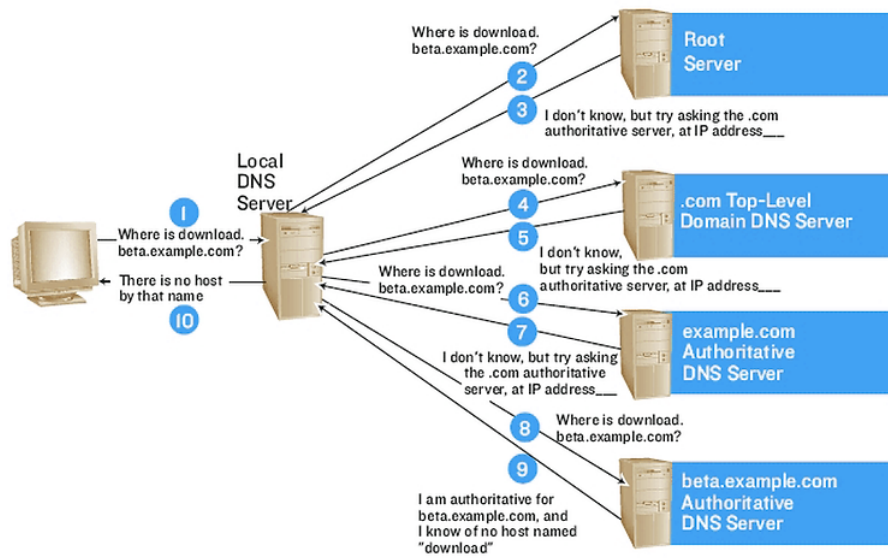 Where is download.
beta.example.com?
2
Root
Server
3
I don't know, but try asking the .com
authoritative server, at IP address___
Local
DNS
Server
1
Where is download.
beta.example.com?
There is no host
by that name
10
Where is download.
beta.example.com?
4
.com Top-Level
Domain DNS Server
5
I don't know,
but try asking the .com
authoritative server, at IP address___
Where is download.
beta.example.com?
6
example.com
Authoritative
DNS Server
7
I don't know, but try asking
the .com authoritative
server, at IP address___
8
Where is download.
beta.example.com?
9
I am authoritative for
beta.example.com, and
I know of no host named
"download"
beta.example.com
Authoritative
DNS Server